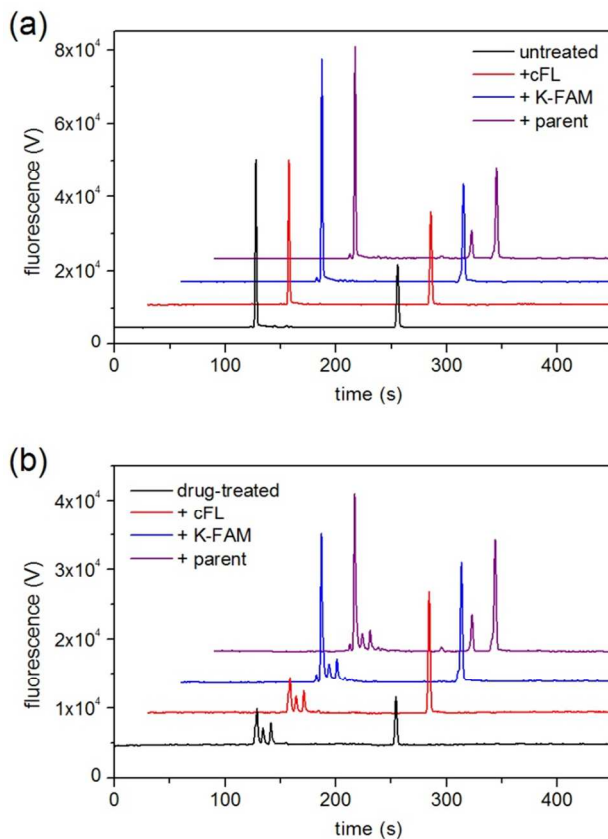 (a)
8x10⁴
6x10⁴
4x10⁴
2x10⁴
0
fluorescence (V)
untreated
+cFL
+ K-FAM
+ parent
0 100 200 300 400
time (s)
(b)
4x10⁴
3x10⁴
2x10⁴
1x10⁴
0
fluorescence (V)
drug-treated
+ cFL
+ K-FAM
+ parent
0 100 200 300 400
time (s)